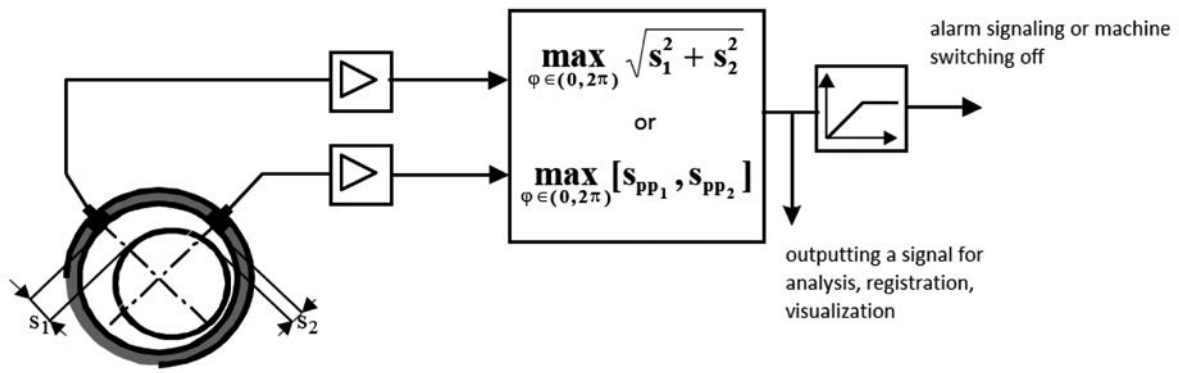 alarm signaling or machine
switching off
max √s₁² + s₂²
φ∈(0,2π)
or
max [s_pp₁, s_pp₂]
φ∈(0,2π)
outputting a signal for
analysis, registration,
visualization
s₁
s₂